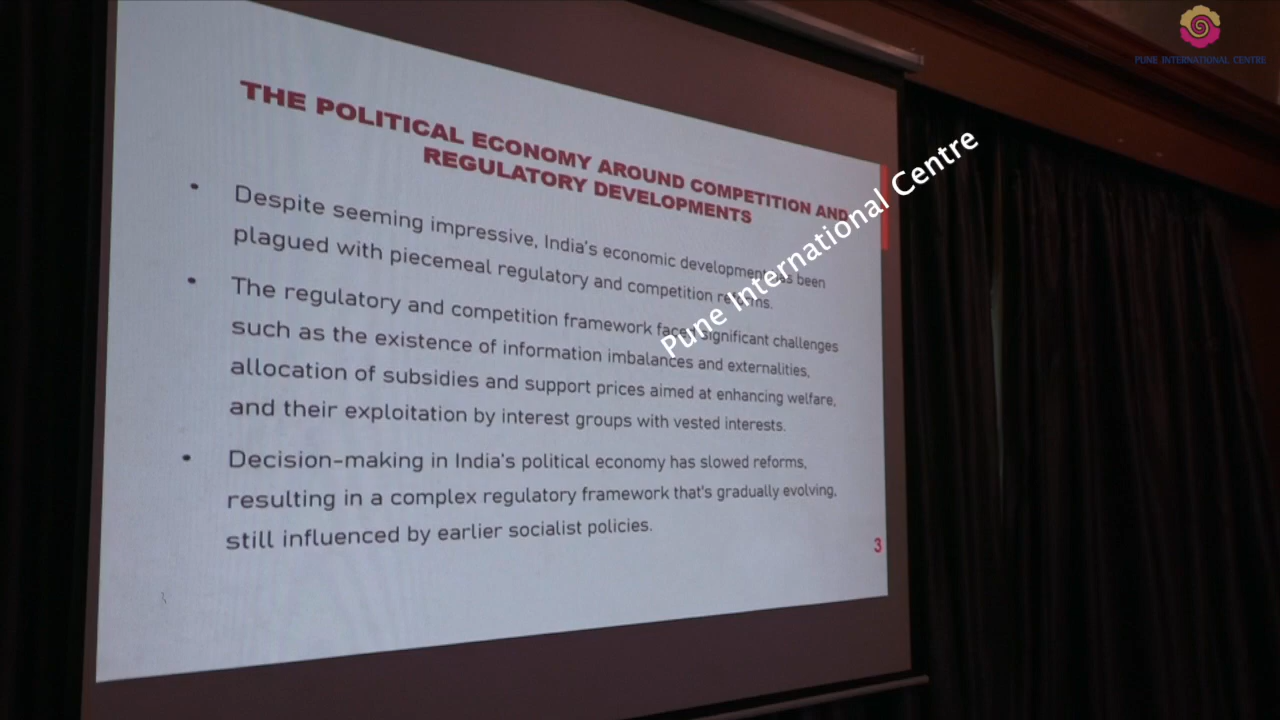 PUNE INTERNATIONAL CENTRE
THE POLITICAL ECONOMY AROUND COMPETITION AND
REGULATORY DEVELOPMENTS
• Despite seeming impressive, India's economic development has been
plagued with piecemeal regulatory and competition reforms.
• The regulatory and competition framework faced significant challenges
such as the existence of information imbalances and externalities,
allocation of subsidies and support prices aimed at enhancing welfare,
and their exploitation by interest groups with vested interests.
• Decision-making in India's political economy has slowed reforms,
resulting in a complex regulatory framework that's gradually evolving,
still influenced by earlier socialist policies.
3
Pune International Centre